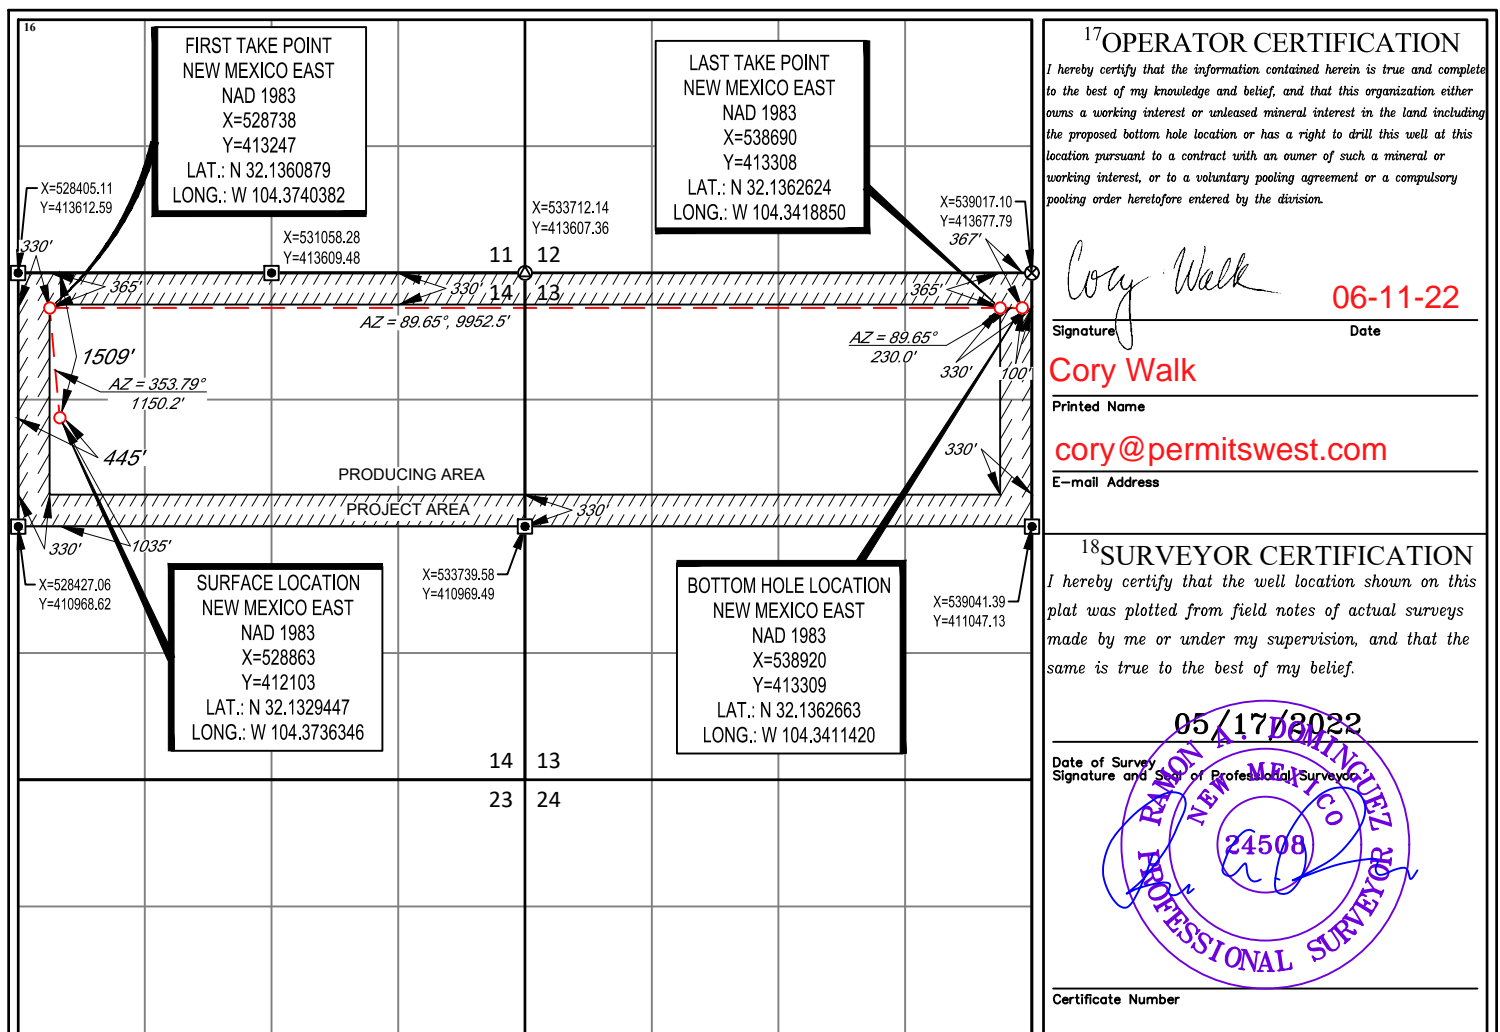 16
FIRST TAKE POINT
NEW MEXICO EAST
NAD 1983
X=528738
Y=413247
LAT.: N 32.1360879
LONG.: W 104.3740382
LAST TAKE POINT
NEW MEXICO EAST
NAD 1983
X=538690
Y=413308
LAT.: N 32.1362624
LONG.: W 104.3418850
X=528405.11
Y=413612.59
X=531058.28
Y=413609.48
X=533712.14
Y=413607.36
X=539017.10
Y=413677.79
367'
330'
11 12
14 13
365'
330'
365'
AZ = 89.65°, 9952.5'
AZ = 89.65°
230.0'
330'
100'
1509'
AZ = 353.79°
1150.2'
445'
330'
PRODUCING AREA
PROJECT AREA
330'
330'
1035'
X=528427.06
Y=410968.62
X=533739.58
Y=410969.49
X=539041.39
Y=411047.13
SURFACE LOCATION
NEW MEXICO EAST
NAD 1983
X=528863
Y=412103
LAT.: N 32.1329447
LONG.: W 104.3736346
BOTTOM HOLE LOCATION
NEW MEXICO EAST
NAD 1983
X=538920
Y=413309
LAT.: N 32.1362663
LONG.: W 104.3411420
14 13
23 24
17OPERATOR CERTIFICATION
I hereby certify that the information contained herein is true and complete
to the best of my knowledge and belief, and that this organization either
owns a working interest or unleased mineral interest in the land including
the proposed bottom hole location or has a right to drill this well at this
location pursuant to a contract with an owner of such a mineral or
working interest, or to a voluntary pooling agreement or a compulsory
pooling order heretofore entered by the division.
Cory Walk
06-11-22
Signature Date
Cory Walk
Printed Name
cory@permitswest.com
E-mail Address
18SURVEYOR CERTIFICATION
I hereby certify that the well location shown on this
plat was plotted from field notes of actual surveys
made by me or under my supervision, and that the
same is true to the best of my belief.
05/17/2022
Date of Survey
Signature and Seal of Professional Surveyor
RAMON A. DOMINGUEZ
NEW MEXICO
24508
PROFESSIONAL SURVEYOR
Certificate Number